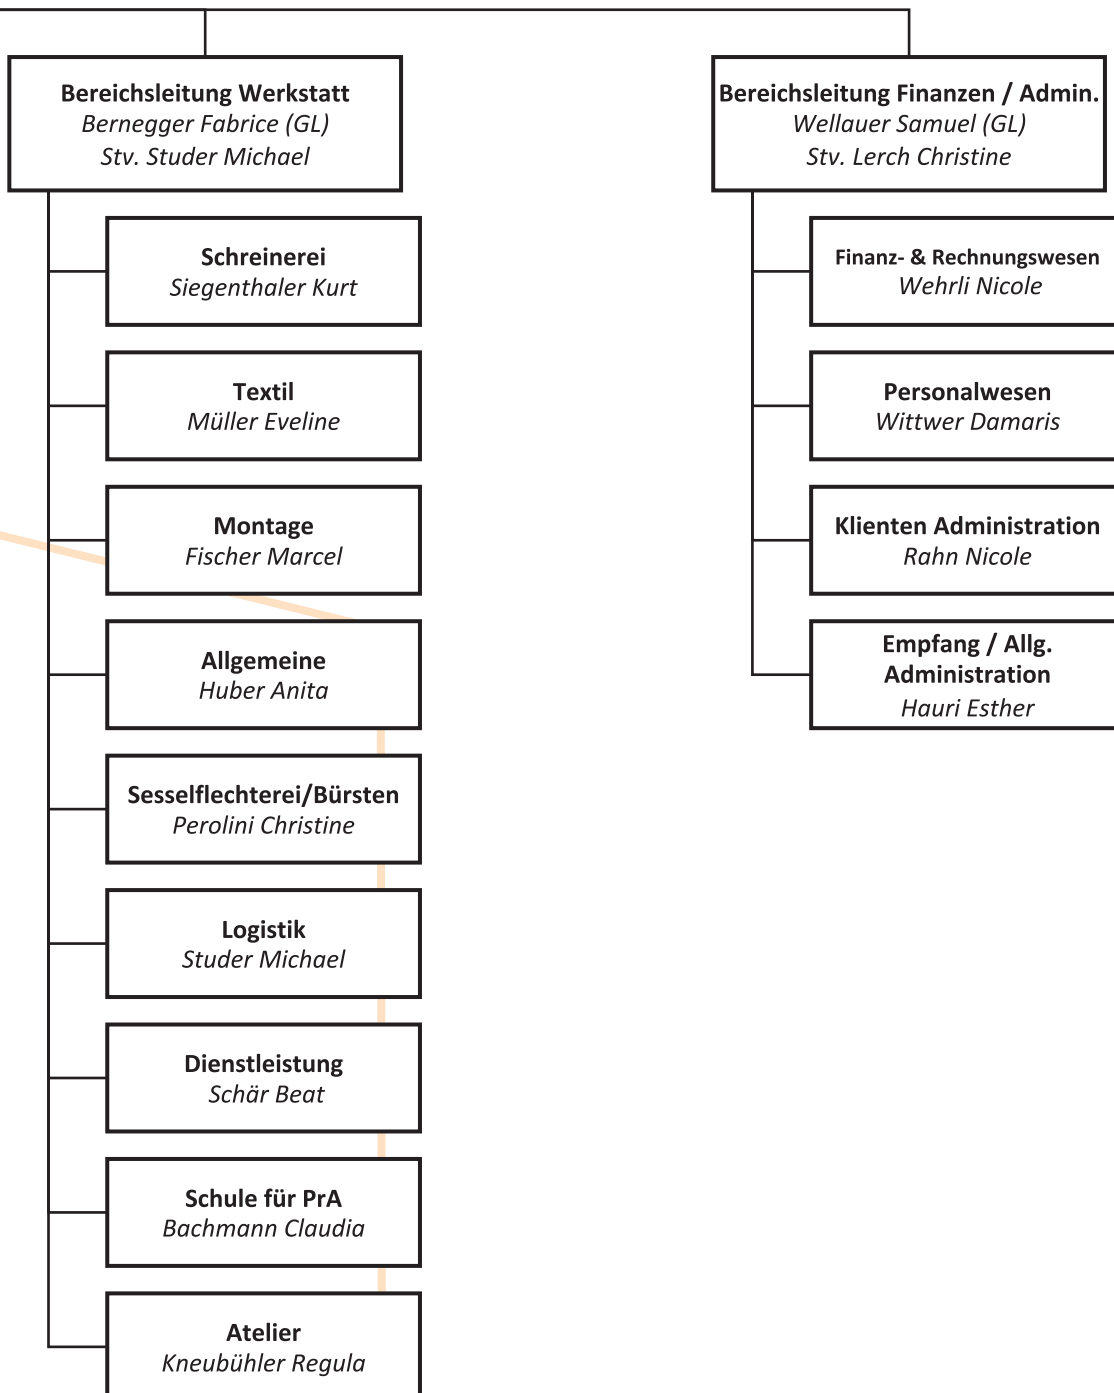 Bereichsleitung Werkstatt
Bernegger Fabrice (GL)
Stv. Studer Michael
Schreinerei
Siegenthaler Kurt
Textil
Müller Eveline
Montage
Fischer Marcel
Allgemeine
Huber Anita
Sesselflechterei/Bürsten
Perolini Christine
Logistik
Studer Michael
Dienstleistung
Schär Beat
Schule für PrA
Bachmann Claudia
Atelier
Kneubühler Regula
Bereichsleitung Finanzen / Admin.
Wellauer Samuel (GL)
Stv. Lerch Christine
Finanz- & Rechnungswesen
Wehrli Nicole
Personalwesen
Wittwer Damaris
Klienten Administration
Rahn Nicole
Empfang / Allg.
Administration
Hauri Esther